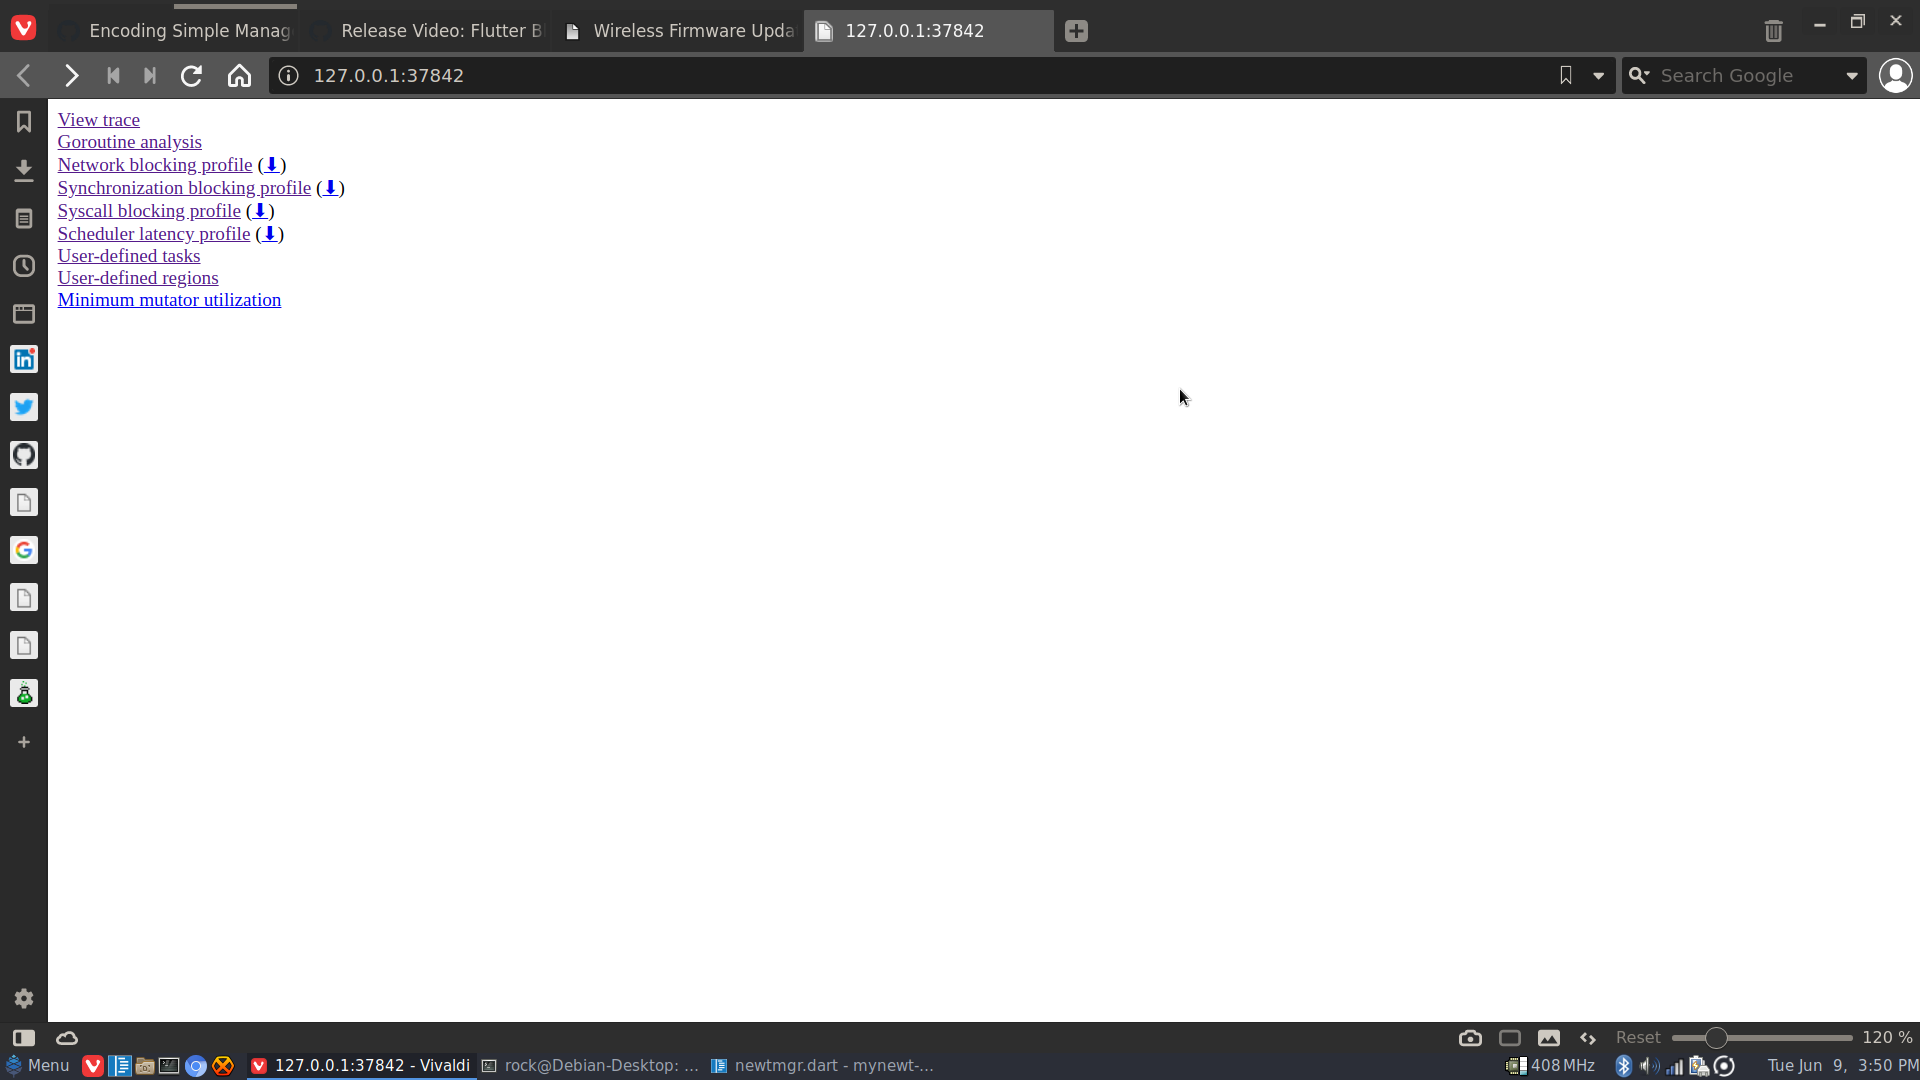 Encoding Simple Manag
Release Video: Flutter B
Wireless Firmware Upda
127.0.0.1:37842
127.0.0.1:37842
Search Google
View trace
Goroutine analysis
Network blocking profile (⬇)
Synchronization blocking profile (⬇)
Syscall blocking profile (⬇)
Scheduler latency profile (⬇)
User-defined tasks
User-defined regions
Minimum mutator utilization
in
G
Reset
120 %
Menu
127.0.0.1:37842 - Vivaldi
rock@Debian-Desktop: ...
newtmgr.dart - mynewt-...
408 MHz
Tue Jun 9, 3:50 PM